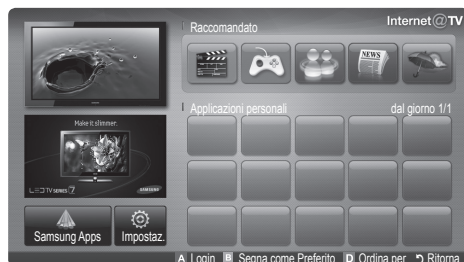 Internet@TV
Raccomandato
NEWS
Applicazioni personali dal giorno 1/1
Make it slimmer.
LED TV SERIES 7 SAMSUNG
Samsung Apps Impostaz.
A Login B Segna come Preferito D Ordina per Ritorna